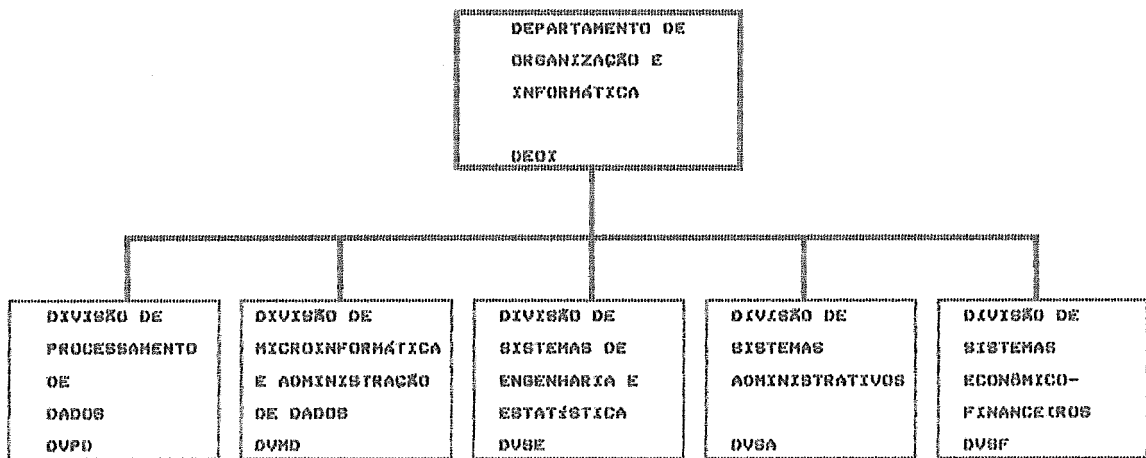 DEPARTAMENTO DE
ORGANIZAÇÃO E
INFORMÁTICA
DEOI
DIVISÃO DE
PROCESSAMENTO
DE
DADOS
DVPD
DIVISÃO DE
MICROINFORMÁTICA
E ADMINISTRAÇÃO
DE DADOS
DVMD
DIVISÃO DE
SISTEMAS DE
ENGENHARIA E
ESTATÍSTICA
DVSE
DIVISÃO DE
SISTEMAS
ADMINISTRATIVOS
DVSA
DIVISÃO DE
SISTEMAS
ECONÔMICO-
FINANCEIROS
DVSF